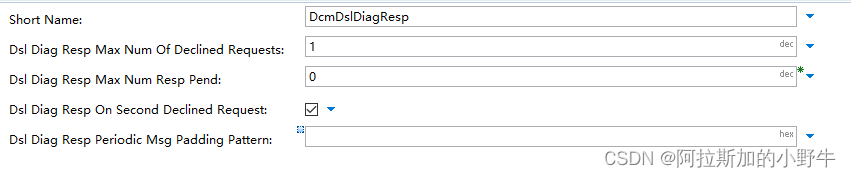 Short Name: DcmDslDiagResp
Dsl Diag Resp Max Num Of Declined Requests: 1 dec
Dsl Diag Resp Max Num Resp Pend: 0 dec *
Dsl Diag Resp On Second Declined Request:
Dsl Diag Resp Periodic Msg Padding Pattern: hex
CSDN @阿拉斯加的小野牛